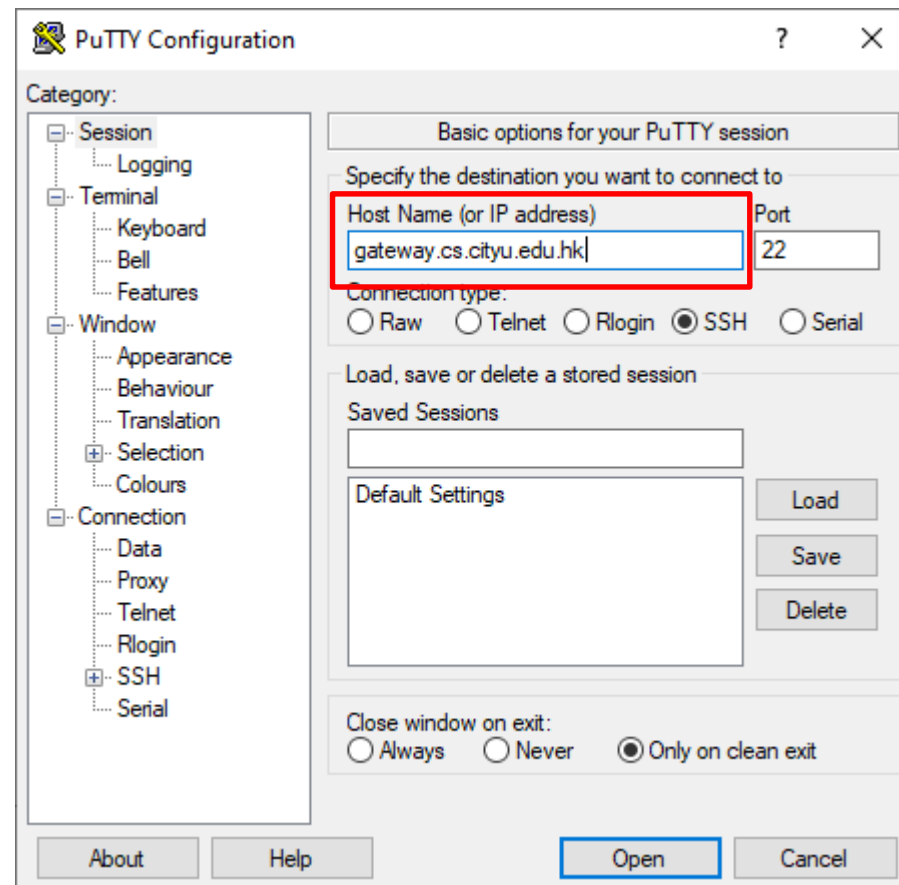 PuTTY Configuration
?
Category:
Session
Logging
Terminal
Keyboard
Bell
Features
Window
Appearance
Behaviour
Translation
Selection
Colours
Connection
Data
Proxy
Telnet
Rlogin
SSH
Serial
Basic options for your PuTTY session
Specify the destination you want to connect to
Host Name (or IP address) Port
gateway.cs.cityu.edu.hk 22
Connection type:
Raw Telnet Rlogin SSH Serial
Load, save or delete a stored session
Saved Sessions
Default Settings
Load
Save
Delete
Close window on exit:
Always Never Only on clean exit
About Help Open Cancel